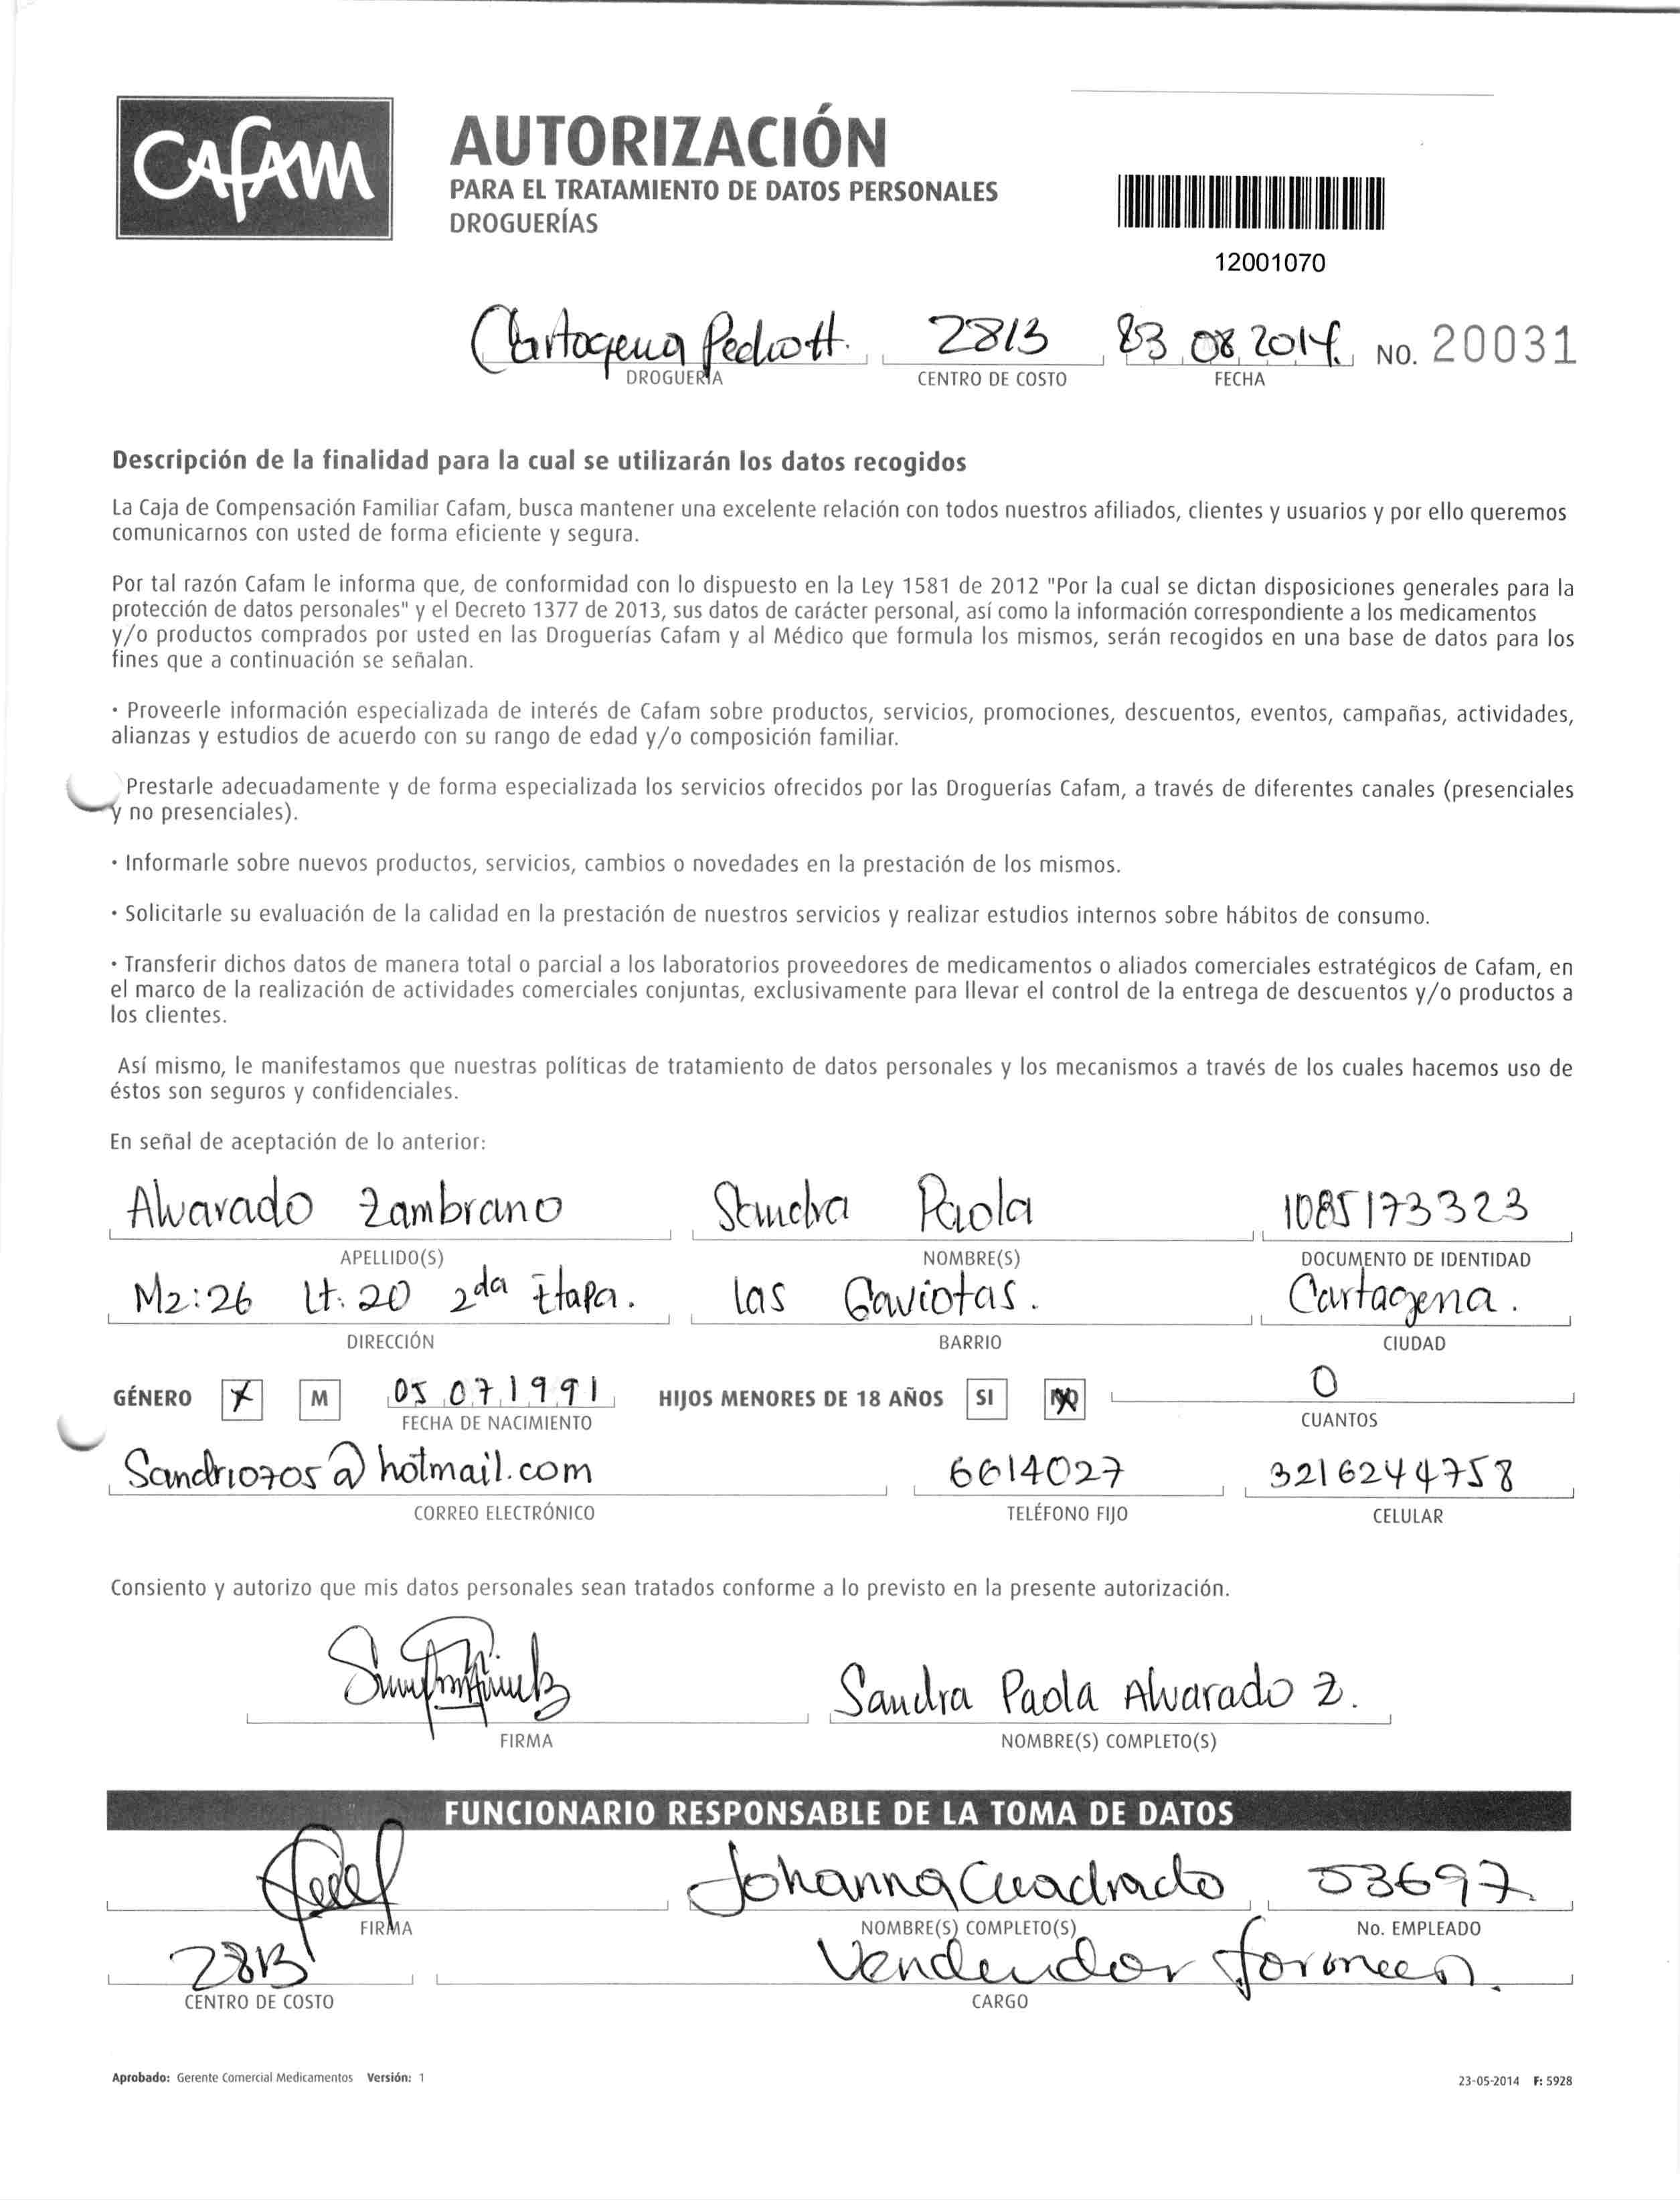 Cafam
AUTORIZACIÓN
PARA EL TRATAMIENTO DE DATOS PERSONALES
DROGUERÍAS
12001070
Cartagena Pedro H. 2813 08 2014 NO. 20031
DROGUERÍA CENTRO DE COSTO FECHA
Descripción de la finalidad para la cual se utilizarán los datos recogidos
La Caja de Compensación Familiar Cafam, busca mantener una excelente relación con todos nuestros afiliados, clientes y usuarios y por ello queremos
comunicarnos con usted de forma eficiente y segura.
Por tal razón Cafam le informa que, de conformidad con lo dispuesto en la Ley 1581 de 2012 "Por la cual se dictan disposiciones generales para la
protección de datos personales" y el Decreto 1377 de 2013, sus datos de carácter personal, así como la información correspondiente a los medicamentos
y/o productos comprados por usted en las Droguerías Cafam y al Médico que formula los mismos, serán recogidos en una base de datos para los
fines que a continuación se señalan.
· Proveerle información especializada de interés de Cafam sobre productos, servicios, promociones, descuentos, eventos, campañas, actividades,
alianzas y estudios de acuerdo con su rango de edad y/o composición familiar.
Prestarle adecuadamente y de forma especializada los servicios ofrecidos por las Droguerías Cafam, a través de diferentes canales (presenciales
y no presenciales).
· Informarle sobre nuevos productos, servicios, cambios o novedades en la prestación de los mismos.
· Solicitarle su evaluación de la calidad en la prestación de nuestros servicios y realizar estudios internos sobre hábitos de consumo.
· Transferir dichos datos de manera total o parcial a los laboratorios proveedores de medicamentos o aliados comerciales estratégicos de Cafam, en
el marco de la realización de actividades comerciales conjuntas, exclusivamente para llevar el control de la entrega de descuentos y/o productos a
los clientes.
Así mismo, le manifestamos que nuestras políticas de tratamiento de datos personales y los mecanismos a través de los cuales hacemos uso de
éstos son seguros y confidenciales.
En señal de aceptación de lo anterior:
Alvarado Zambrano Sandra Paola 1085173323
APELLIDO(S) NOMBRE(S) DOCUMENTO DE IDENTIDAD
Mz:26 Lt. 20 2da Etapa. las Gaviotas. Cartagena.
DIRECCIÓN BARRIO CIUDAD
GÉNERO X M 05 07 1991 HIJOS MENORES DE 18 AÑOS SI NO 0
FECHA DE NACIMIENTO CUANTOS
Sandrio705@hotmail.com 6614027 3216244758
CORREO ELECTRÓNICO TELÉFONO FIJO CELULAR
Consiento y autorizo que mis datos personales sean tratados conforme a lo previsto en la presente autorización.
Sandra Paola Alvarado Z.
FIRMA NOMBRE(S) COMPLETO(S)
FUNCIONARIO RESPONSABLE DE LA TOMA DE DATOS
Johanna Cuadrado 53697
FIRMA NOMBRE(S) COMPLETO(S) No. EMPLEADO
2813 Vendedor
CENTRO DE COSTO CARGO
Aprobado: Gerente Comercial Medicamentos Versión: 1 23-05-2014 F: 5928